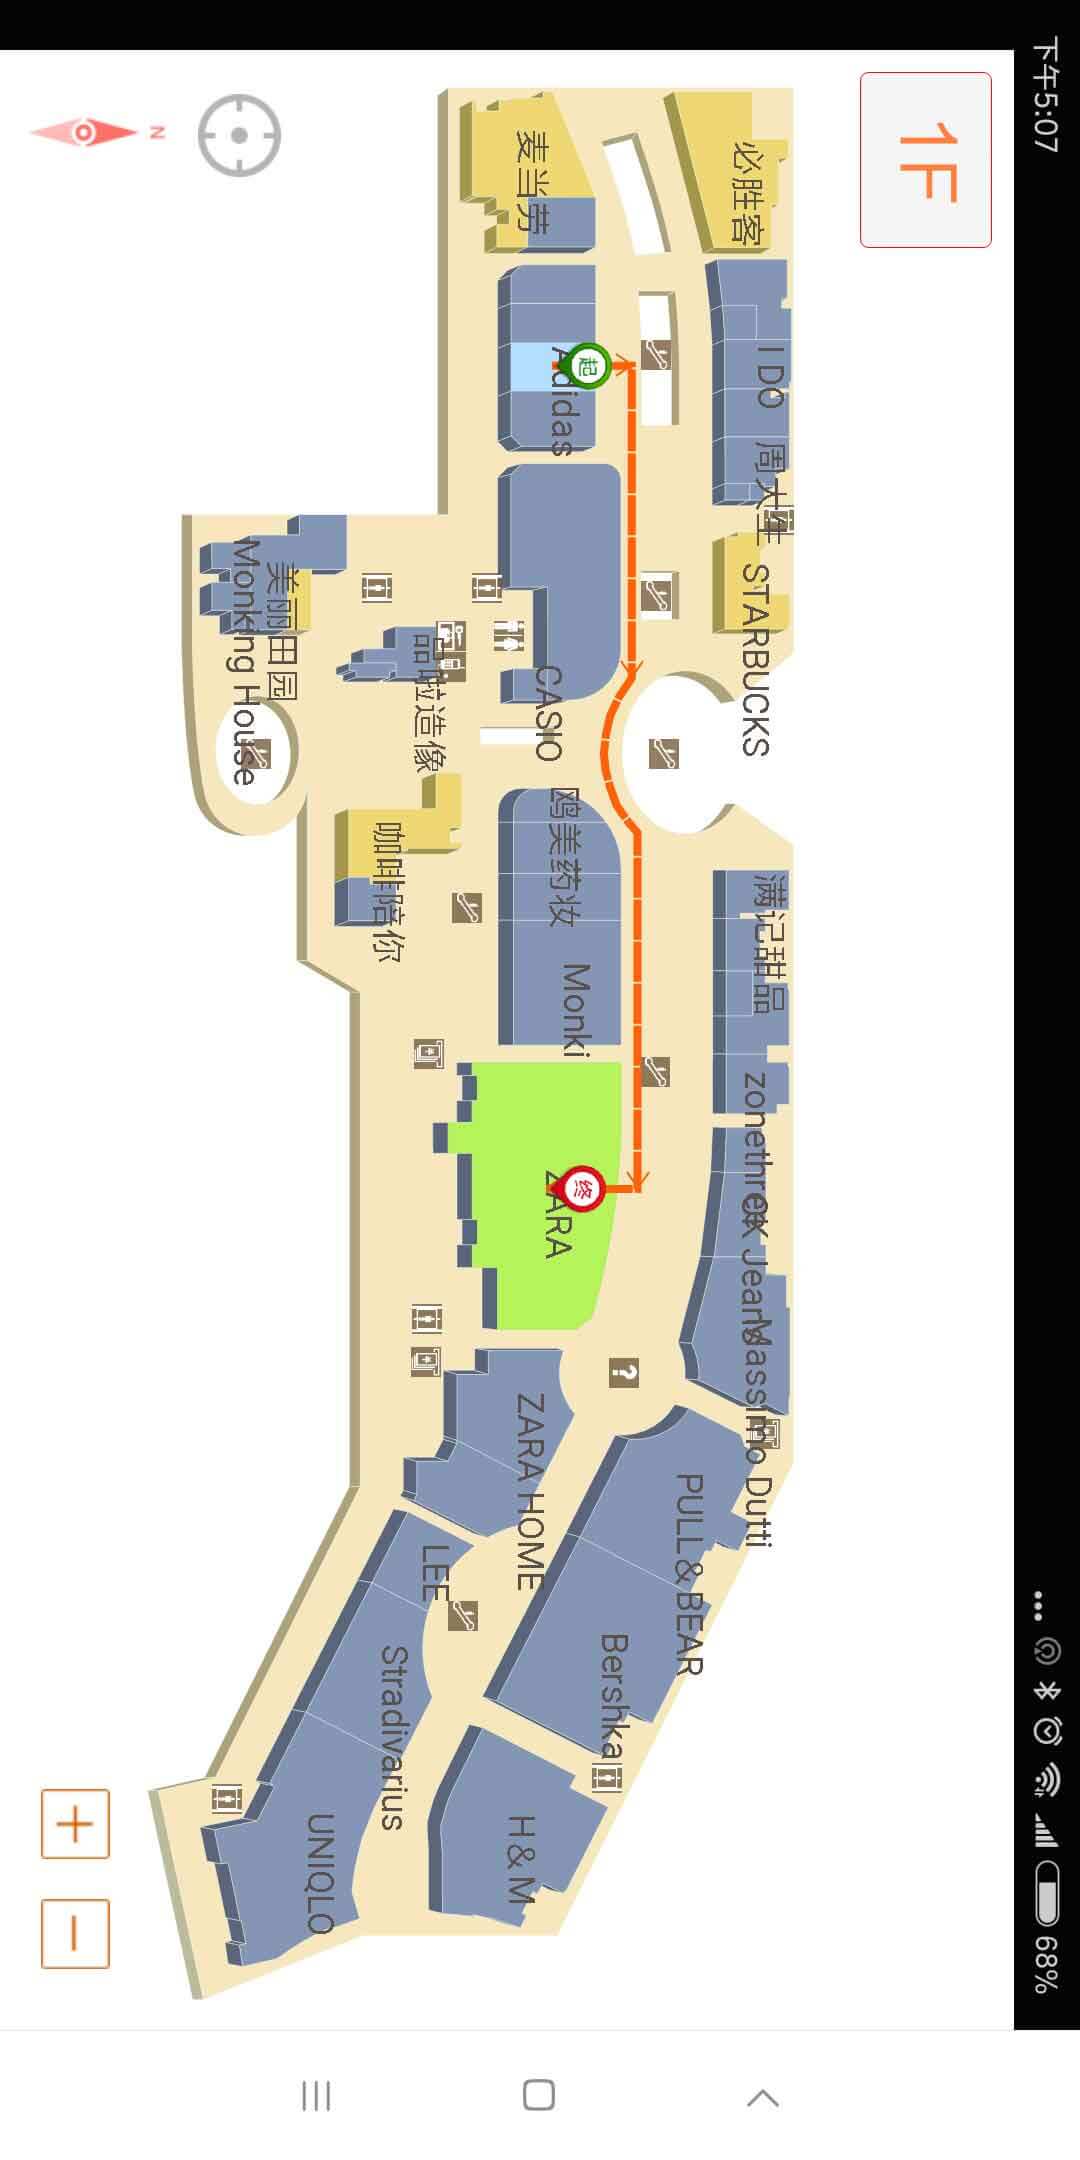 下午5:07
68%
1F
必胜客
I DO
周大生
STARBUCKS
满记甜品
zonethree
CK Jeans
Massimo Dutti
PULL & BEAR
Bershka
H & M
麦当劳
Adidas
起
CASIO
鸥美药妆
Monki
ZARA
终
?
ZARA HOME
LEE
Stradivarius
UNIQLO
品啦造像
咖啡陪你
美丽田园
Monking House
N